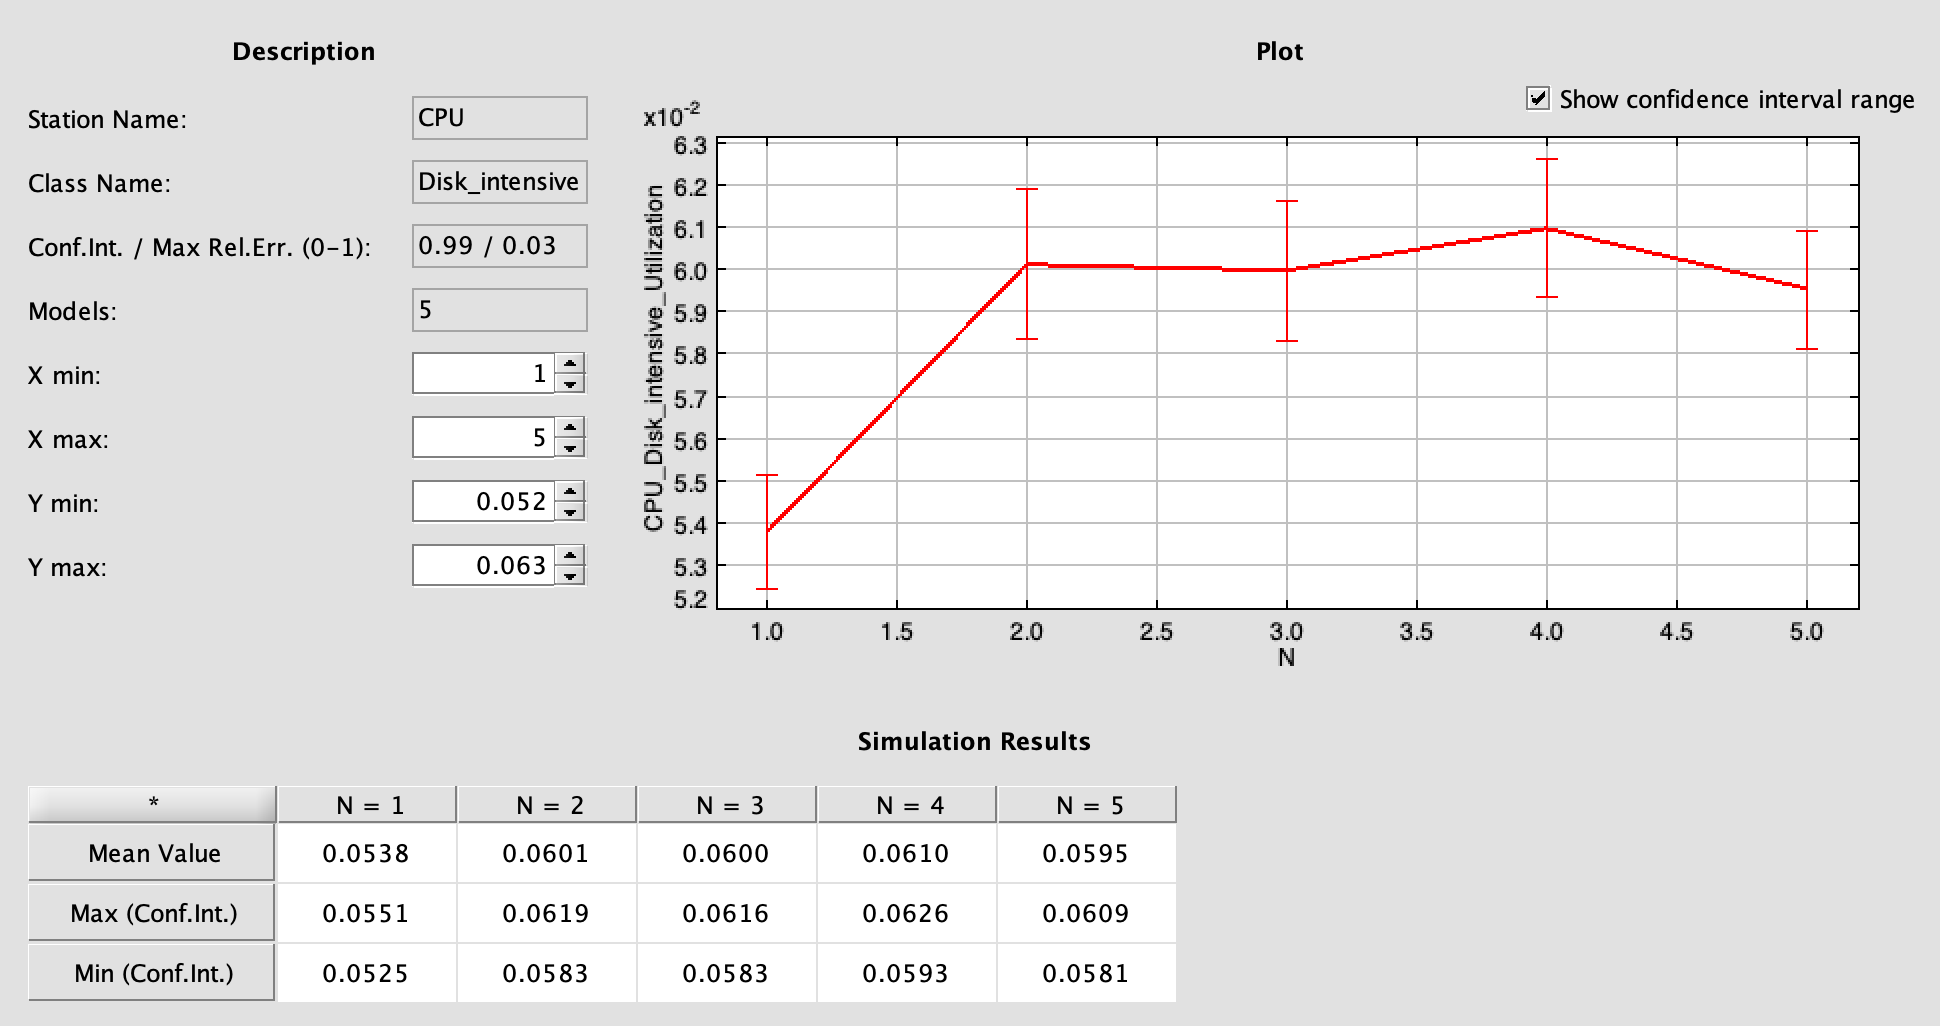 Description
Station Name: CPU
Class Name: Disk_intensive
Conf.Int. / Max Rel.Err. (0-1): 0.99 / 0.03
Models: 5
X min: 1
X max: 5
Y min: 0.052
Y max: 0.063
Plot
Show confidence interval range
x10-2
6.3
6.2
6.1
6.0
5.9
5.8
5.7
5.6
5.5
5.4
5.3
5.2
CPU_Disk_intensive_Utilization
1.0 1.5 2.0 2.5 3.0 3.5 4.0 4.5 5.0
N
Simulation Results
* N = 1 N = 2 N = 3 N = 4 N = 5
Mean Value 0.0538 0.0601 0.0600 0.0610 0.0595
Max (Conf.Int.) 0.0551 0.0619 0.0616 0.0626 0.0609
Min (Conf.Int.) 0.0525 0.0583 0.0583 0.0593 0.0581